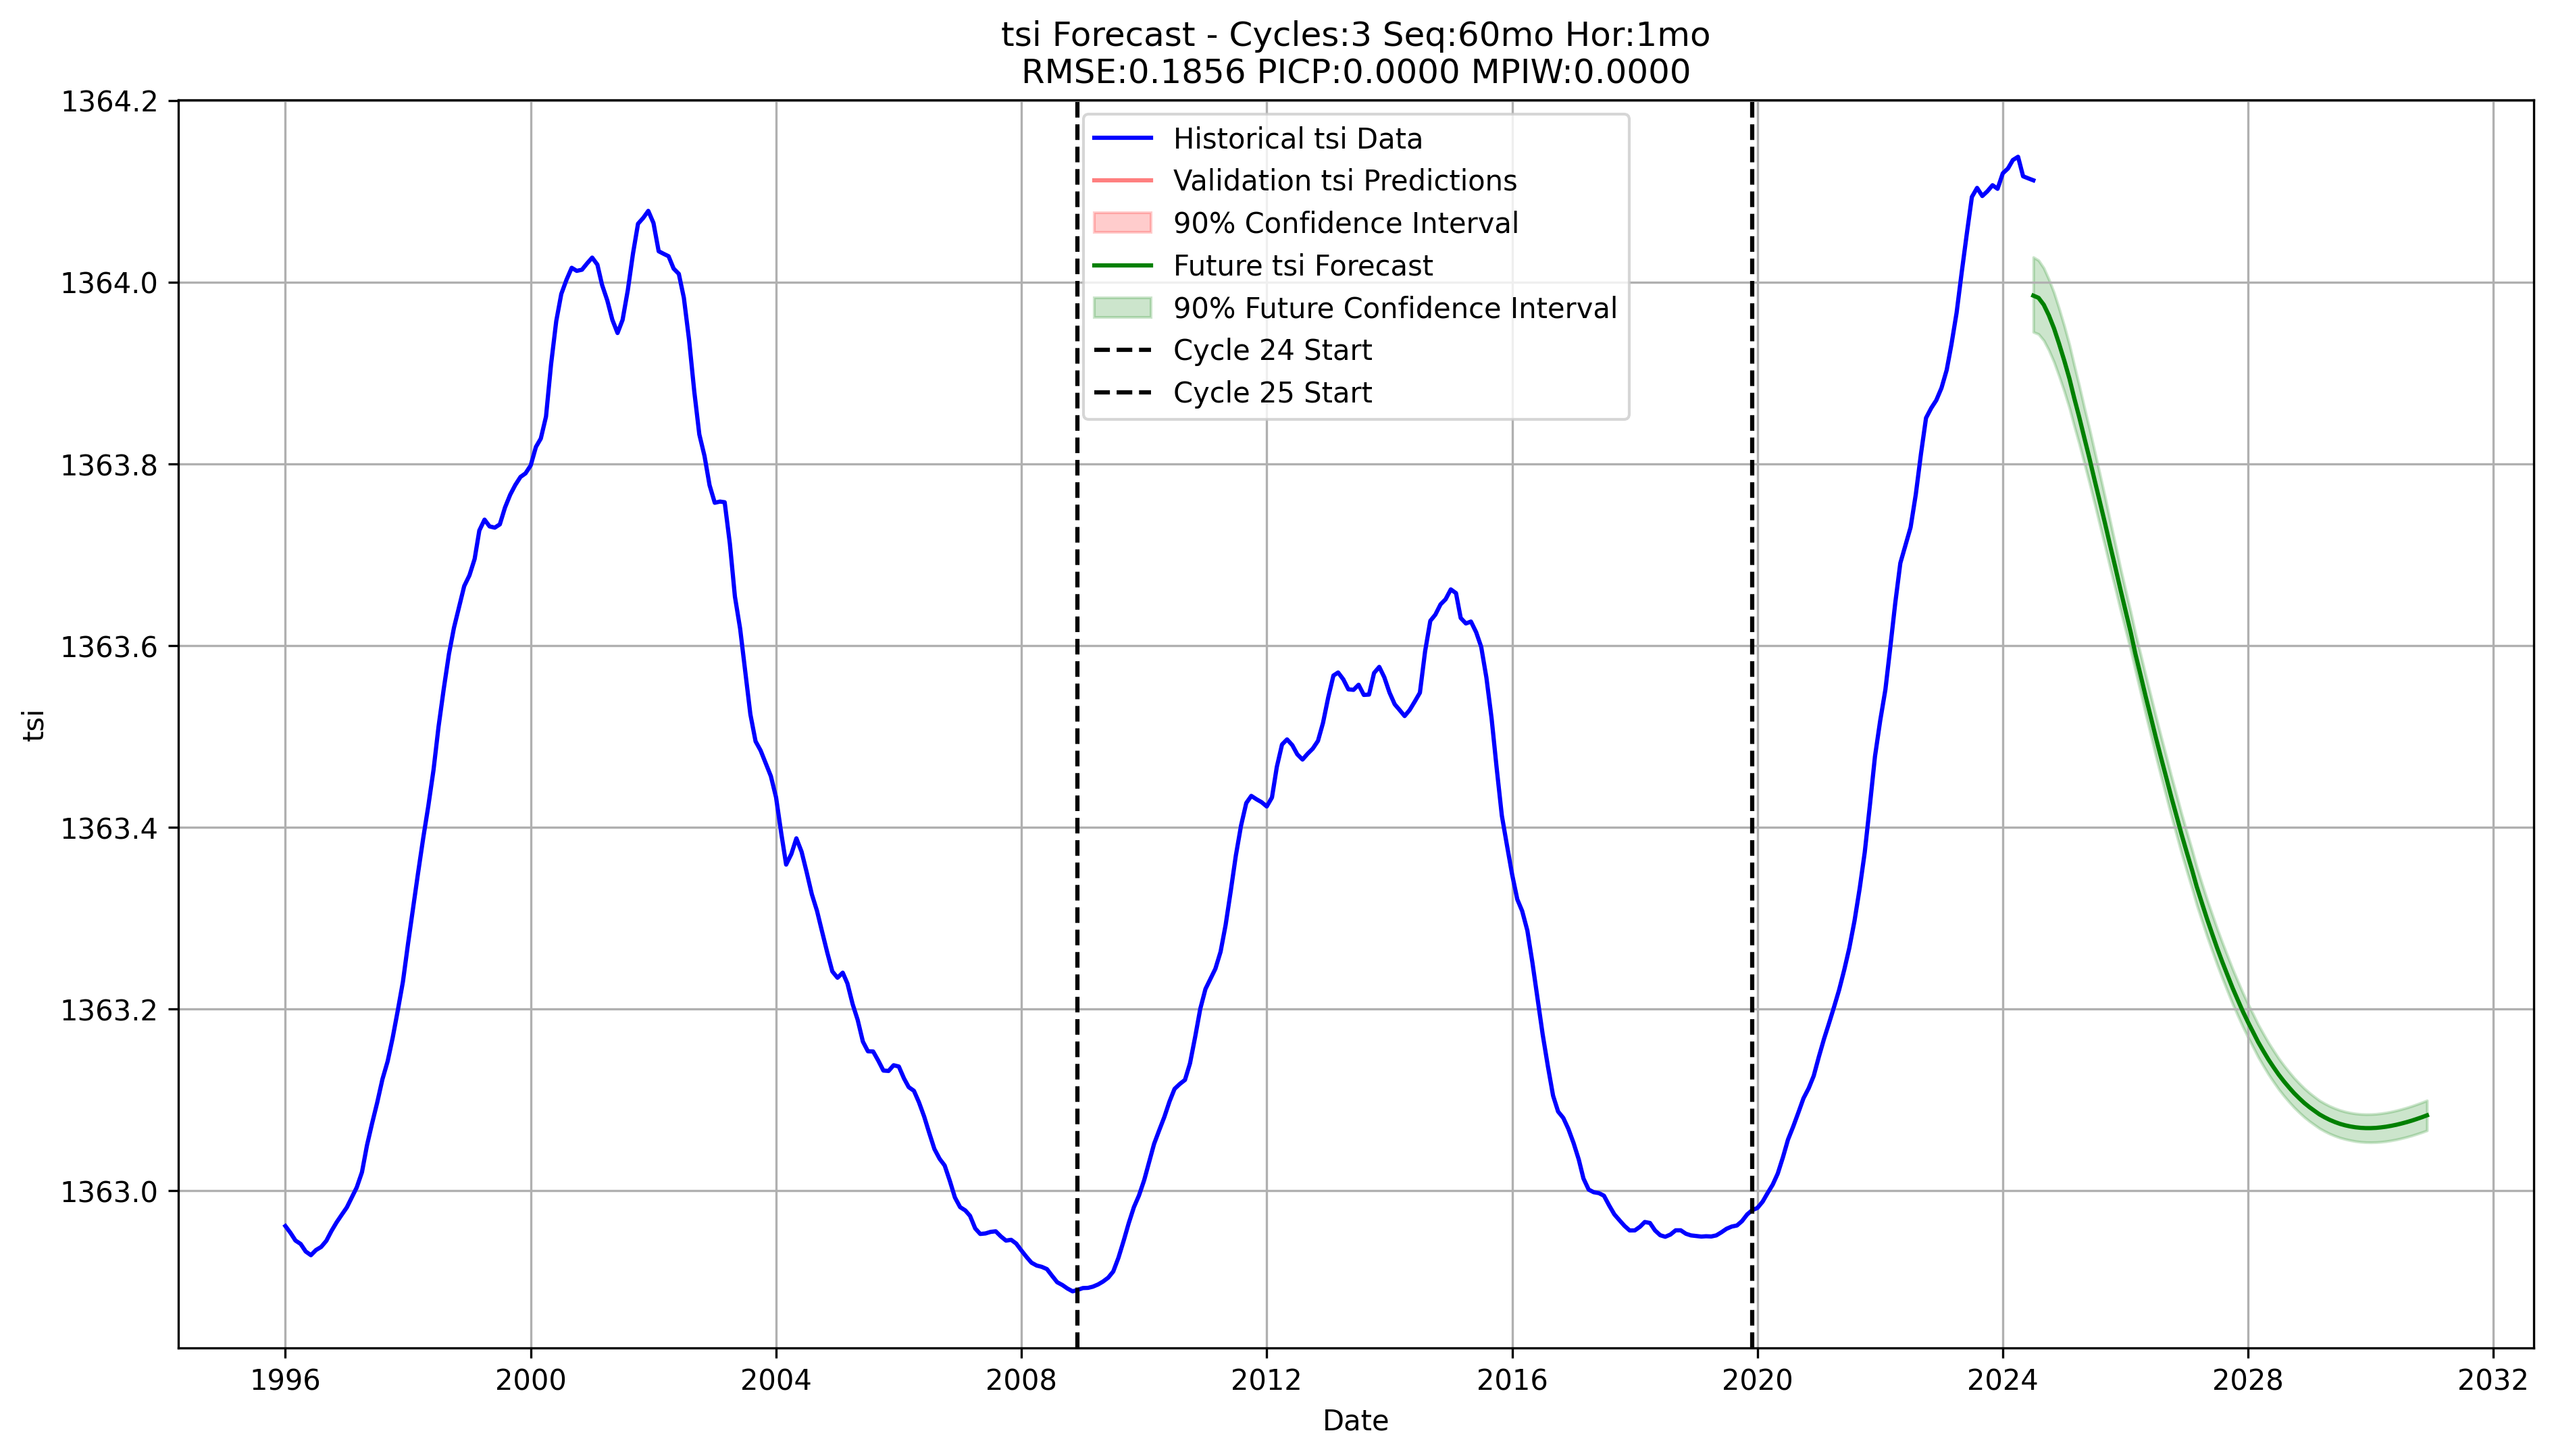 tsi Forecast - Cycles:3 Seq:60mo Hor:1mo
RMSE:0.1856 PICP:0.0000 MPIW:0.0000
1364.2
1364.0
1363.8
1363.6
1363.4
1363.2
1363.0
tsi
Historical tsi Data
Validation tsi Predictions
90% Confidence Interval
Future tsi Forecast
90% Future Confidence Interval
Cycle 24 Start
Cycle 25 Start
1996 2000 2004 2008 2012 2016 2020 2024 2028 2032
Date